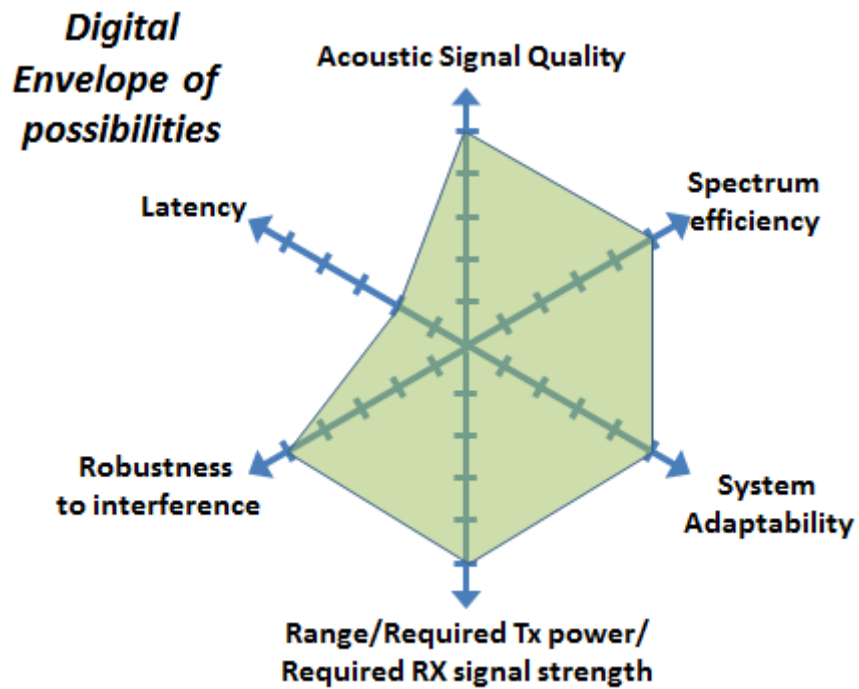 Digital
Envelope of
possibilities
Acoustic Signal Quality
Spectrum
efficiency
Latency
Robustness
to interference
System
Adaptability
Range/Required Tx power/
Required RX signal strength